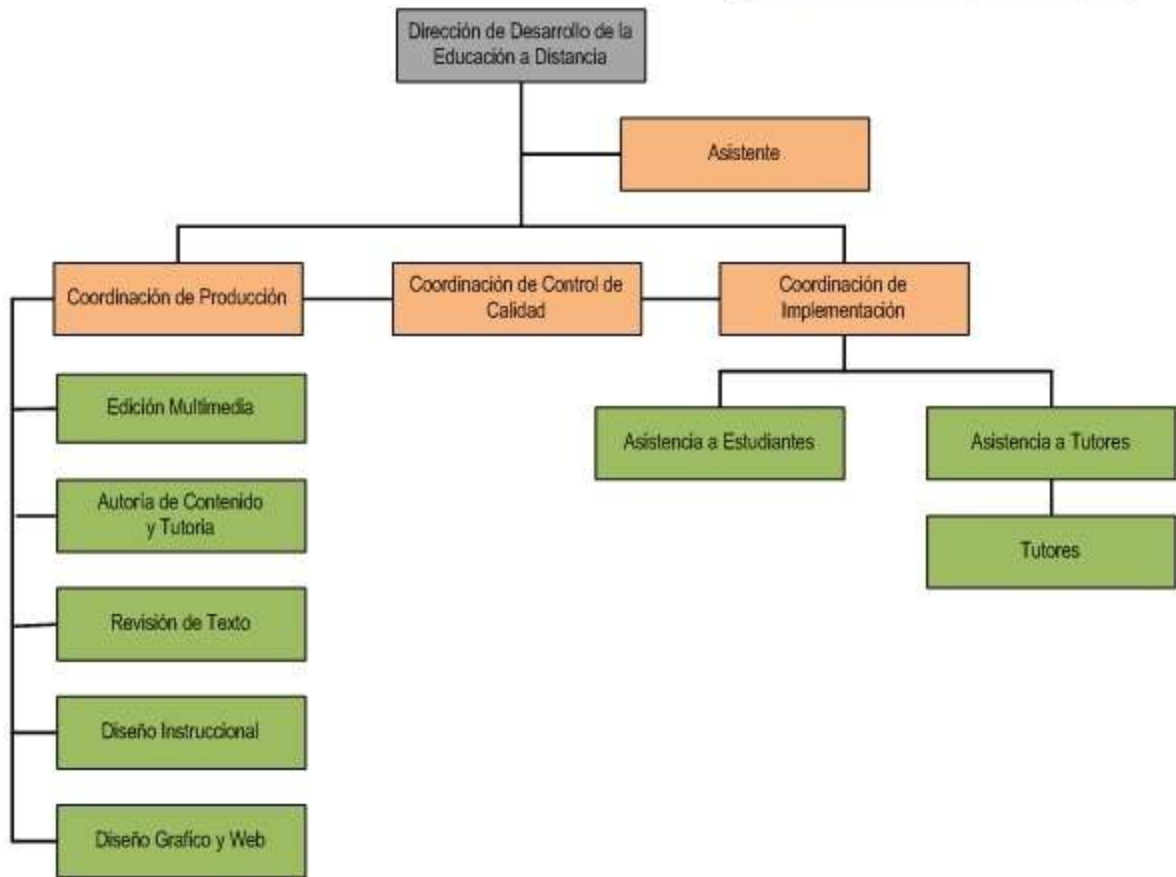 Dirección de Desarrollo de la
Educación a Distancia
Asistente
Coordinación de Producción
Coordinación de Control de
Calidad
Coordinación de
Implementación
Edición Multimedia
Asistencia a Estudiantes
Asistencia a Tutores
Autoría de Contenido
y Tutoria
Tutores
Revisión de Texto
Diseño Instruccional
Diseño Grafico y Web